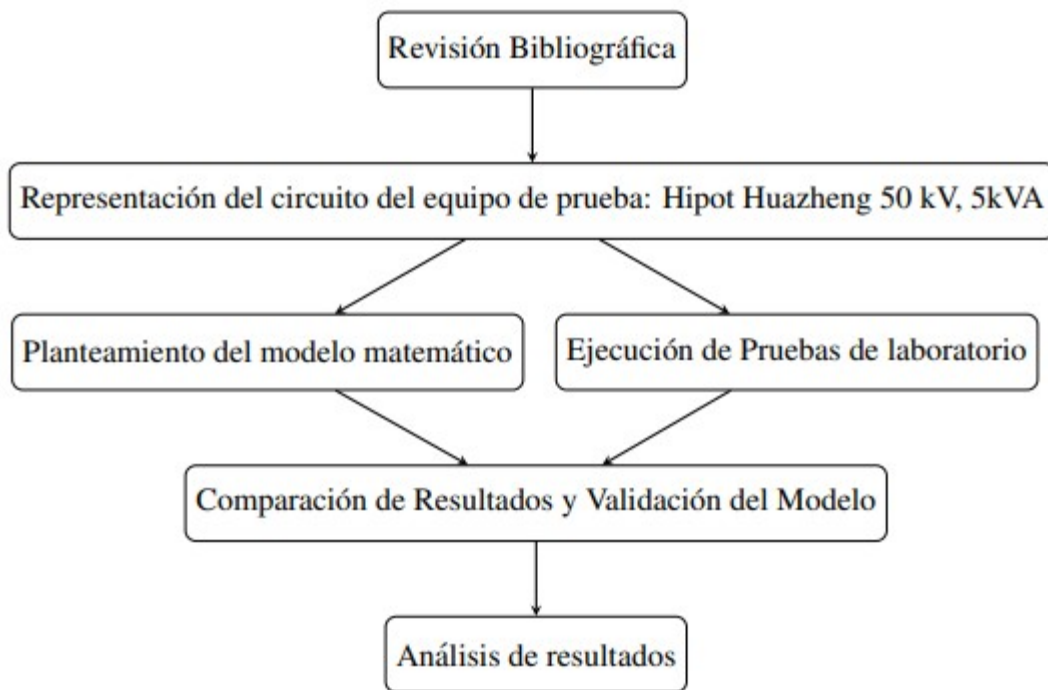 Revisión Bibliográfica
Representación del circuito del equipo de prueba: Hipot Huazheng 50 kV, 5kVA
Planteamiento del modelo matemático
Ejecución de Pruebas de laboratorio
Comparación de Resultados y Validación del Modelo
Análisis de resultados